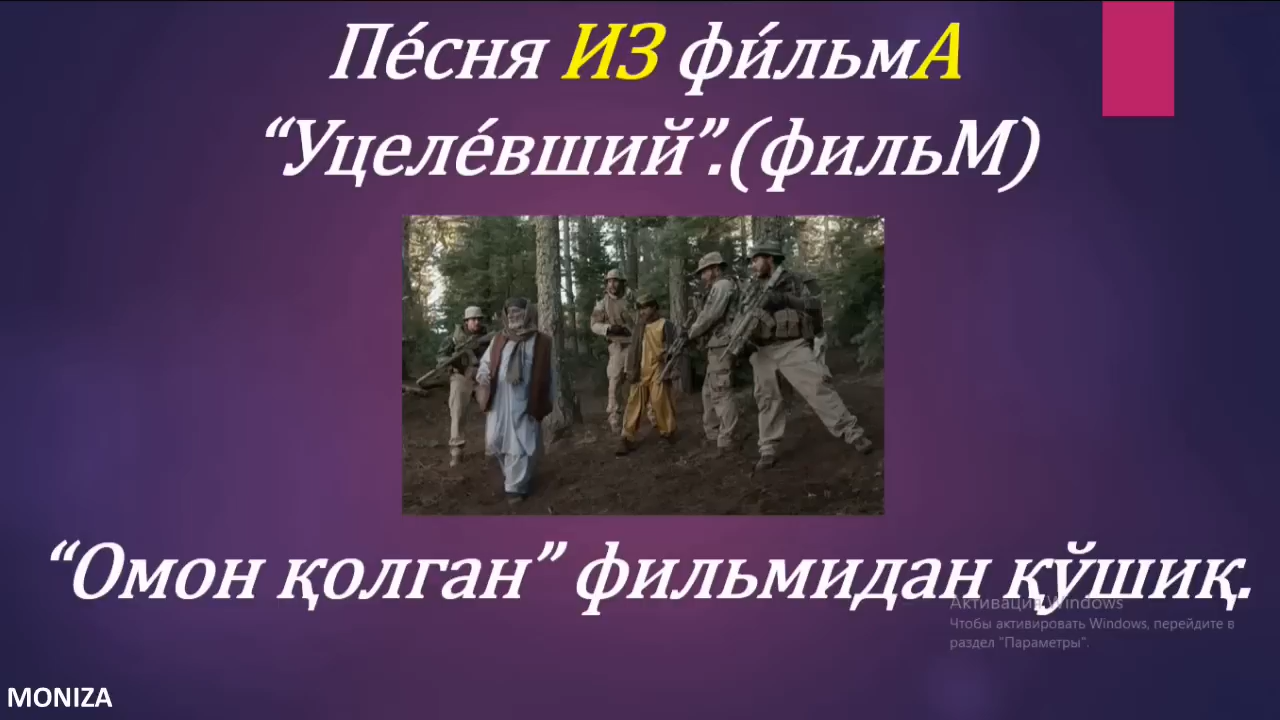 Пе́сня ИЗ фи́льмА
“Уцеле́вший”.(фильМ)
“Омон қолган” фильмидан қўшиқ.
Активация Windows
Чтобы активировать Windows, перейдите в
раздел "Параметры".
MONIZA